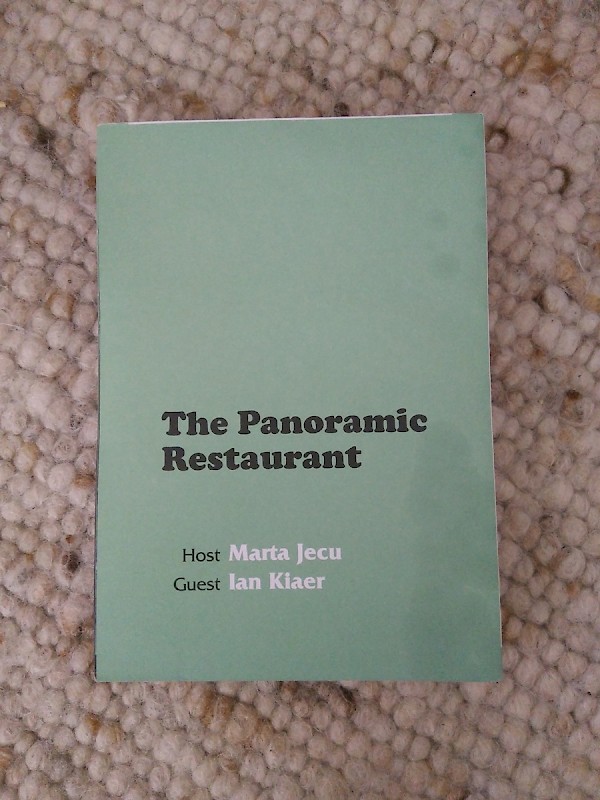 The Panoramic
Restaurant
Host Marta Jecu
Guest Ian Kiaer